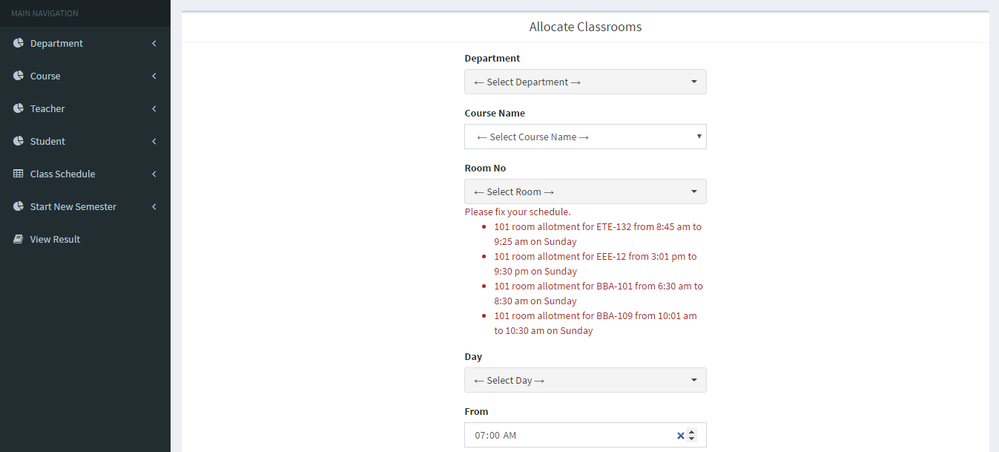 MAIN NAVIGATION
Department
Course
Teacher
Student
Class Schedule
Start New Semester
View Result
Allocate Classrooms
Department
← Select Department →
Course Name
← Select Course Name →
Room No
← Select Room →
Please fix your schedule.
101 room allotment for ETE-132 from 8:45 am to
9:25 am on Sunday
101 room allotment for EEE-12 from 3:01 pm to
9:30 pm on Sunday
101 room allotment for BBA-101 from 6:30 am to
8:30 am on Sunday
101 room allotment for BBA-109 from 10:01 am
to 10:30 am on Sunday
Day
← Select Day →
From
07:00 AM